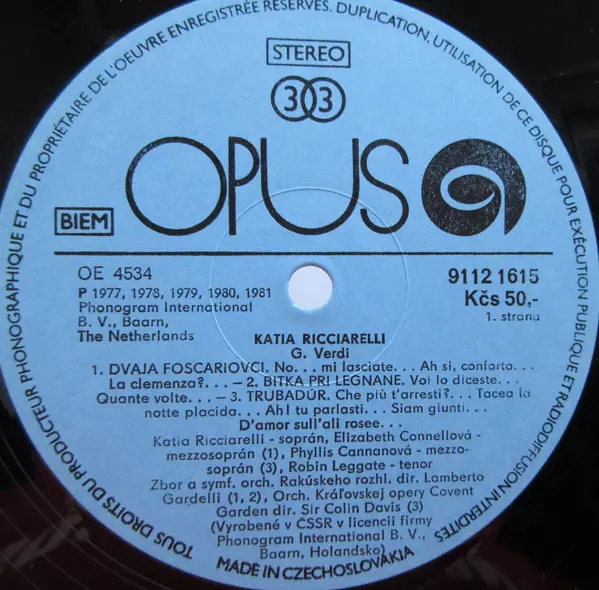 TOUS DROITS DU PRODUCTEUR PHONOGRAPHIQUE ET DU PROPRIÉTAIRE DE L'OEUVRE ENREGISTRÉE RÉSERVÉS. DUPLICATION, UTILISATION DE CE DISQUE POUR EXÉCUTION PUBLIQUE ET RADIODIFFUSION INTERDITES
STEREO
33
OPUS
BIEM
OE 4534
9112 1615
P 1977, 1978, 1979, 1980, 1981
Kčs 50,-
Phonogram International
1. strana
B. V., Baarn,
The Netherlands
KATIA RICCIARELLI
G. Verdi
1. DVAJA FOSCARIOVCI. No... mi lasciate... Ah si, conforto...
La clemenza?... – 2. BITKA PRI LEGNANE. Voi lo diceste...
Quante volte... – 3. TRUBADÚR. Che più t'arresti?... Tacea la
notte placida... Ah! tu parlasti... Siam giunti...
D'amor sull'ali rosee...
Katia Ricciarelli - soprán, Elizabeth Connellová -
mezzosoprán (1), Phyllis Cannanová - mezzo-
soprán (3), Robin Leggate - tenor
Zbor a symf. orch. Rakúskeho rozhl. dir. Lamberto
Gardelli (1, 2), Orch. Kráľovskej opery Covent
Garden dir. Sir Colin Davis (3)
(Vyrobené v ČSSR v licencii firmy
Phonogram International B. V.,
Baarn, Holandsko)
MADE IN CZECHOSLOVAKIA